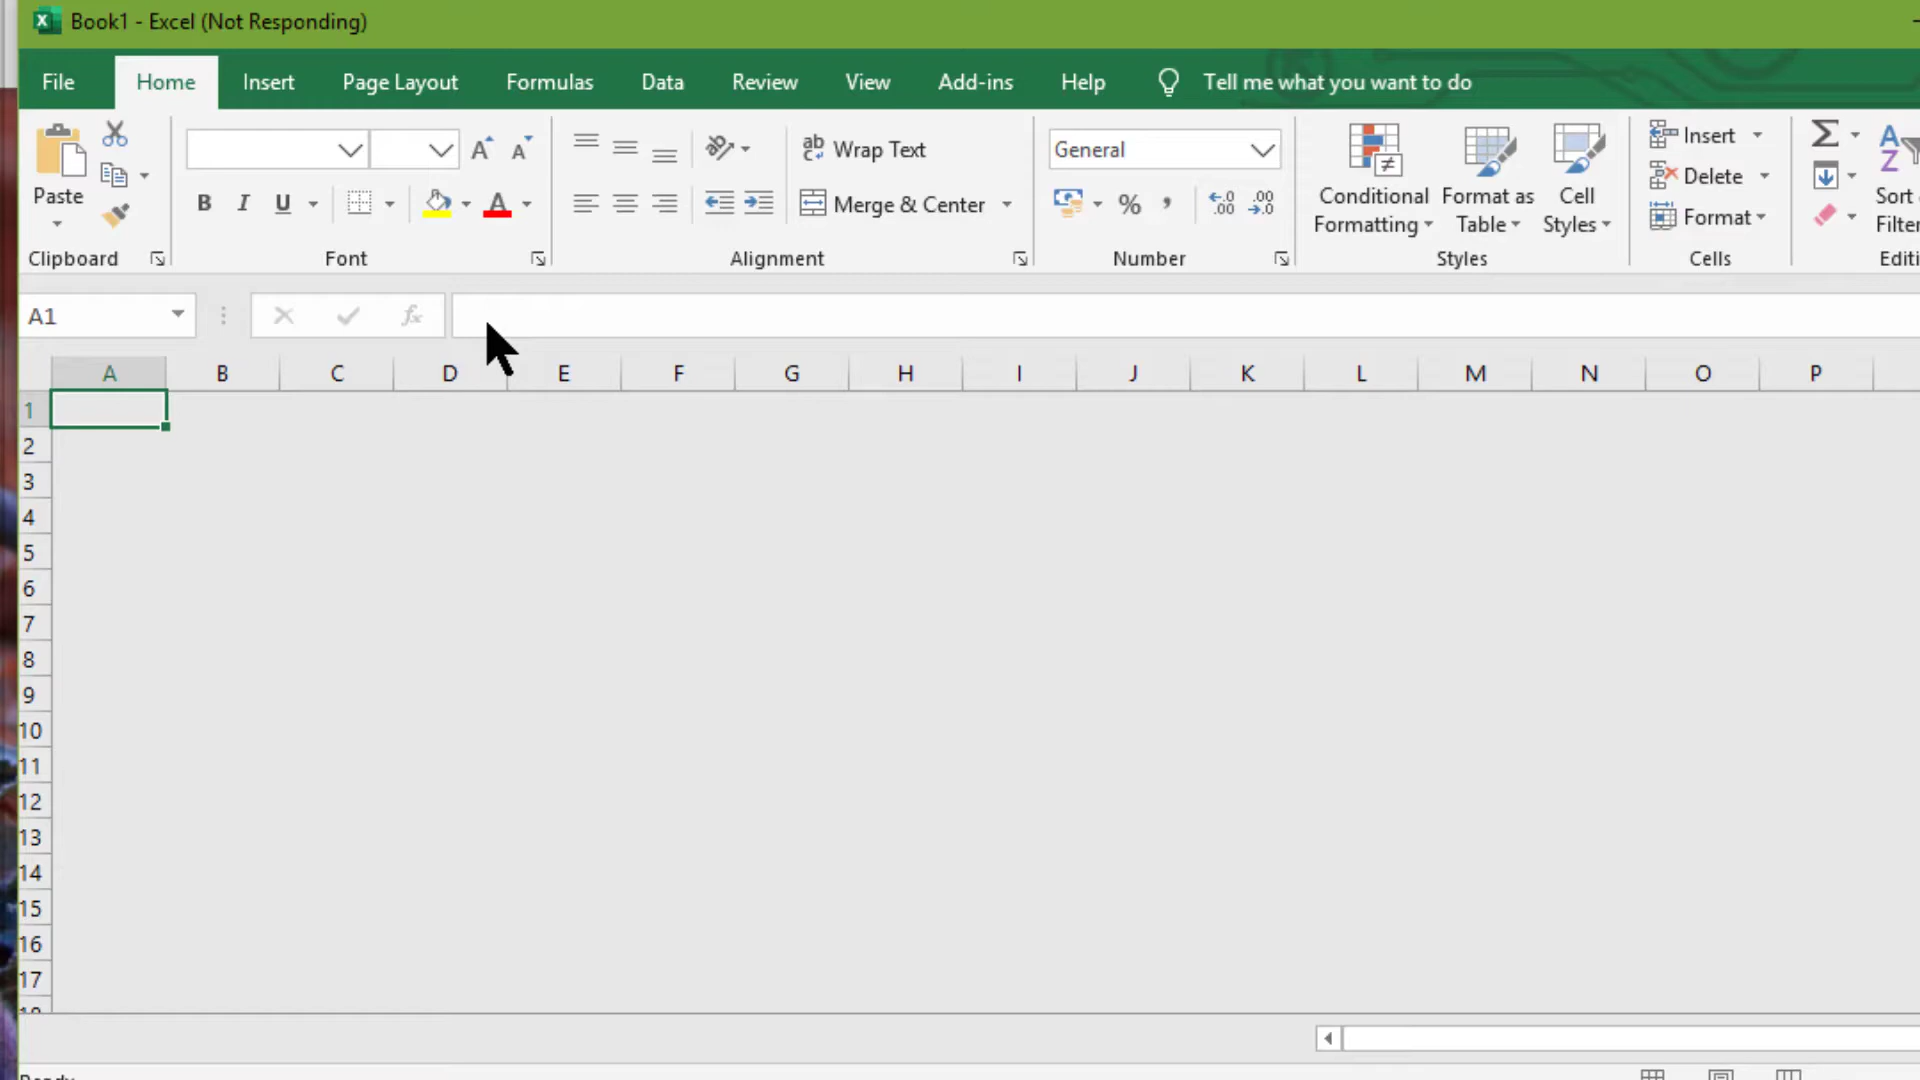 Book1 - Excel (Not Responding)
File Home Insert Page Layout Formulas Data Review View Add-ins Help Tell me what you want to do
Paste
B I U A
Wrap Text
Merge & Center
General
%
Conditional Formatting
Format as Table
Cell Styles
Insert
Delete
Format
Sort
Filter
Clipboard Font Alignment Number Styles Cells
A1 fx
A B C D E F G H I J K L M N O P
1
2
3
4
5
6
7
8
9
10
11
12
13
14
15
16
17
Ready